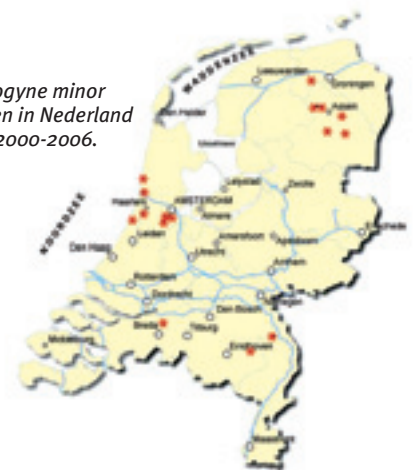 ogyne minor
en in Nederland
2000-2006.
WADDENZEE
Leeuwarden
Groningen
Assen
Den Helder
IJsselmeer
NOORDZEE
Haarlem
AMSTERDAM
Lelystad
Zwolle
Almere
Leiden
Amersfoort
Apeldoorn
Enschede
Den Haag
Utrecht
Arnhem
Rotterdam
Dordrecht
Nijmegen
Den Bosch
Breda
Tilburg
Middelburg
Eindhoven
Maastricht